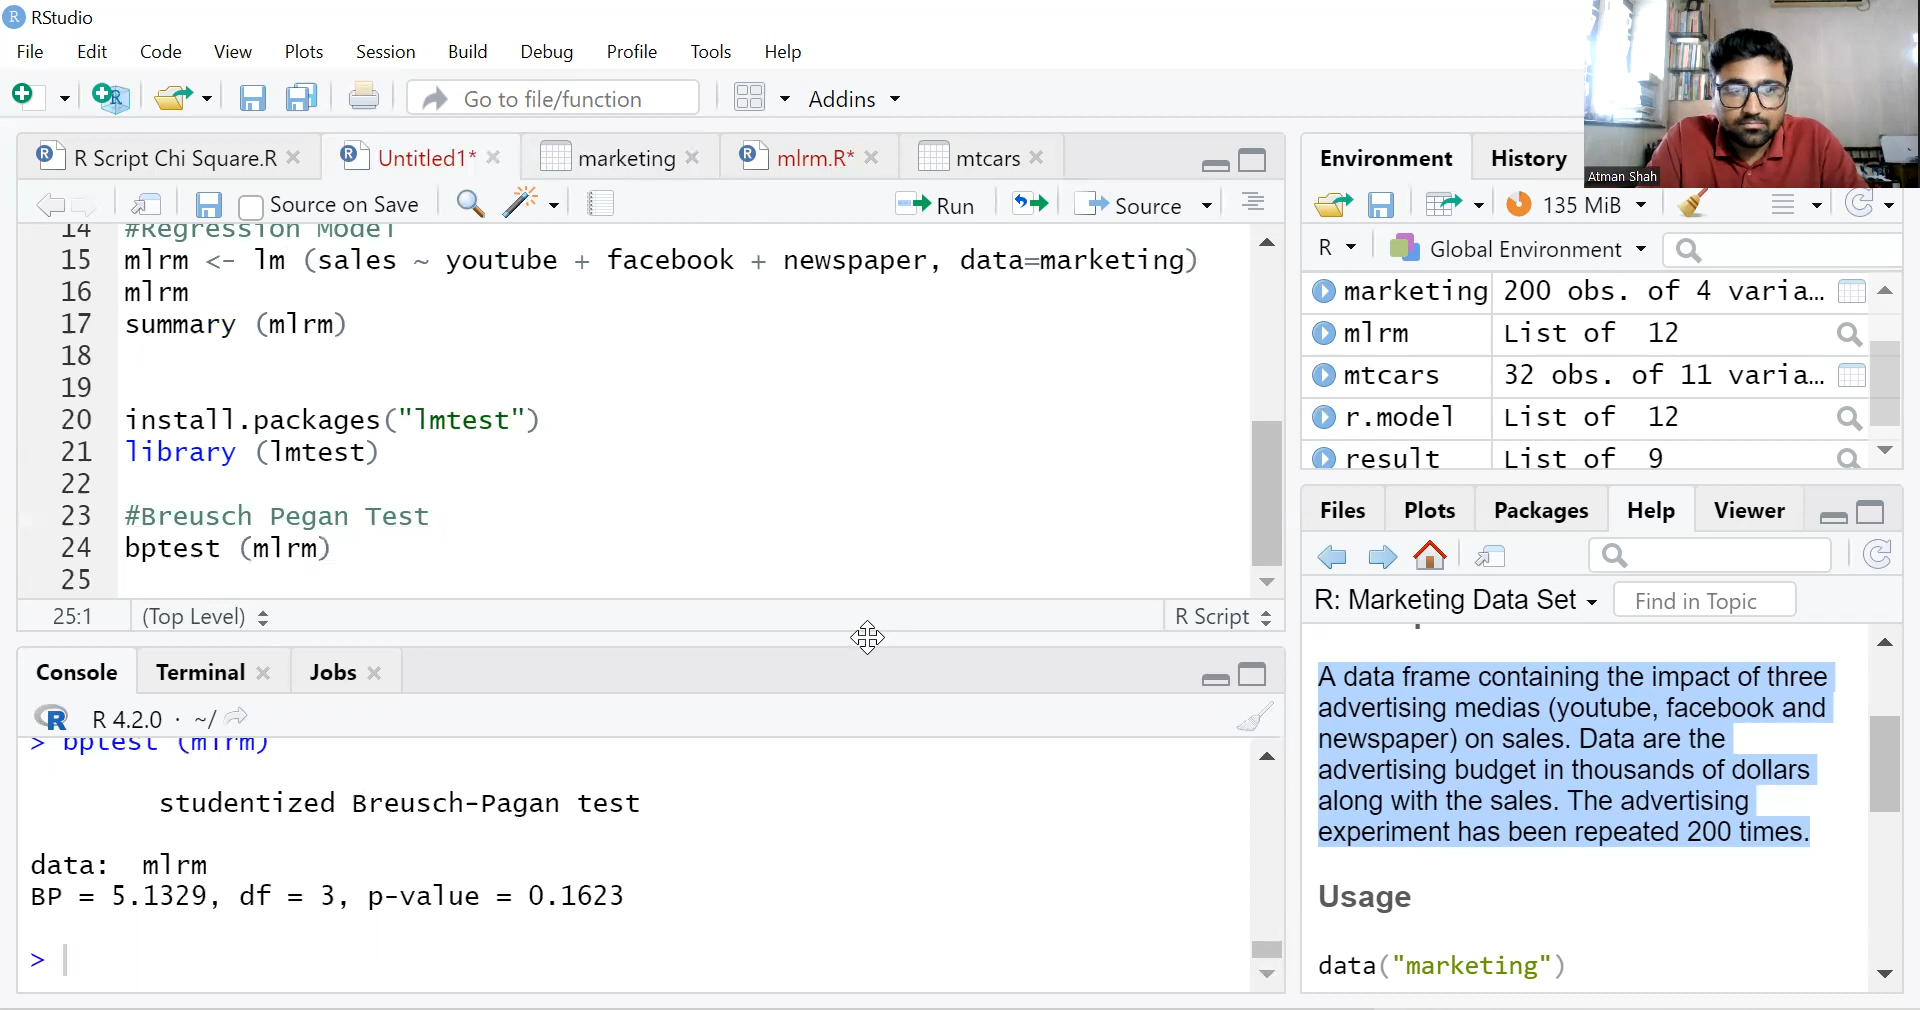 RStudio
File Edit Code View Plots Session Build Debug Profile Tools Help
Go to file/function Addins
R Script Chi Square.R Untitled1* marketing mlrm.R* mtcars
Source on Save Run Source
14 #Regression Model
15 mlrm <- lm (sales ~ youtube + facebook + newspaper, data=marketing)
16 mlrm
17 summary (mlrm)
18
19
20 install.packages("lmtest")
21 library (lmtest)
22
23 #Breusch Pegan Test
24 bptest (mlrm)
25
25:1 (Top Level) R Script
Console Terminal Jobs
R 4.2.0 · ~/
> bptest (mlrm)
studentized Breusch-Pagan test
data: mlrm
BP = 5.1329, df = 3, p-value = 0.1623
>
Atman Shah
Environment History
135 MiB
R Global Environment
marketing 200 obs. of 4 varia…
mlrm List of 12
mtcars 32 obs. of 11 varia…
r.model List of 12
result List of 9
Files Plots Packages Help Viewer
R: Marketing Data Set Find in Topic
A data frame containing the impact of three
advertising medias (youtube, facebook and
newspaper) on sales. Data are the
advertising budget in thousands of dollars
along with the sales. The advertising
experiment has been repeated 200 times.
Usage
data("marketing")